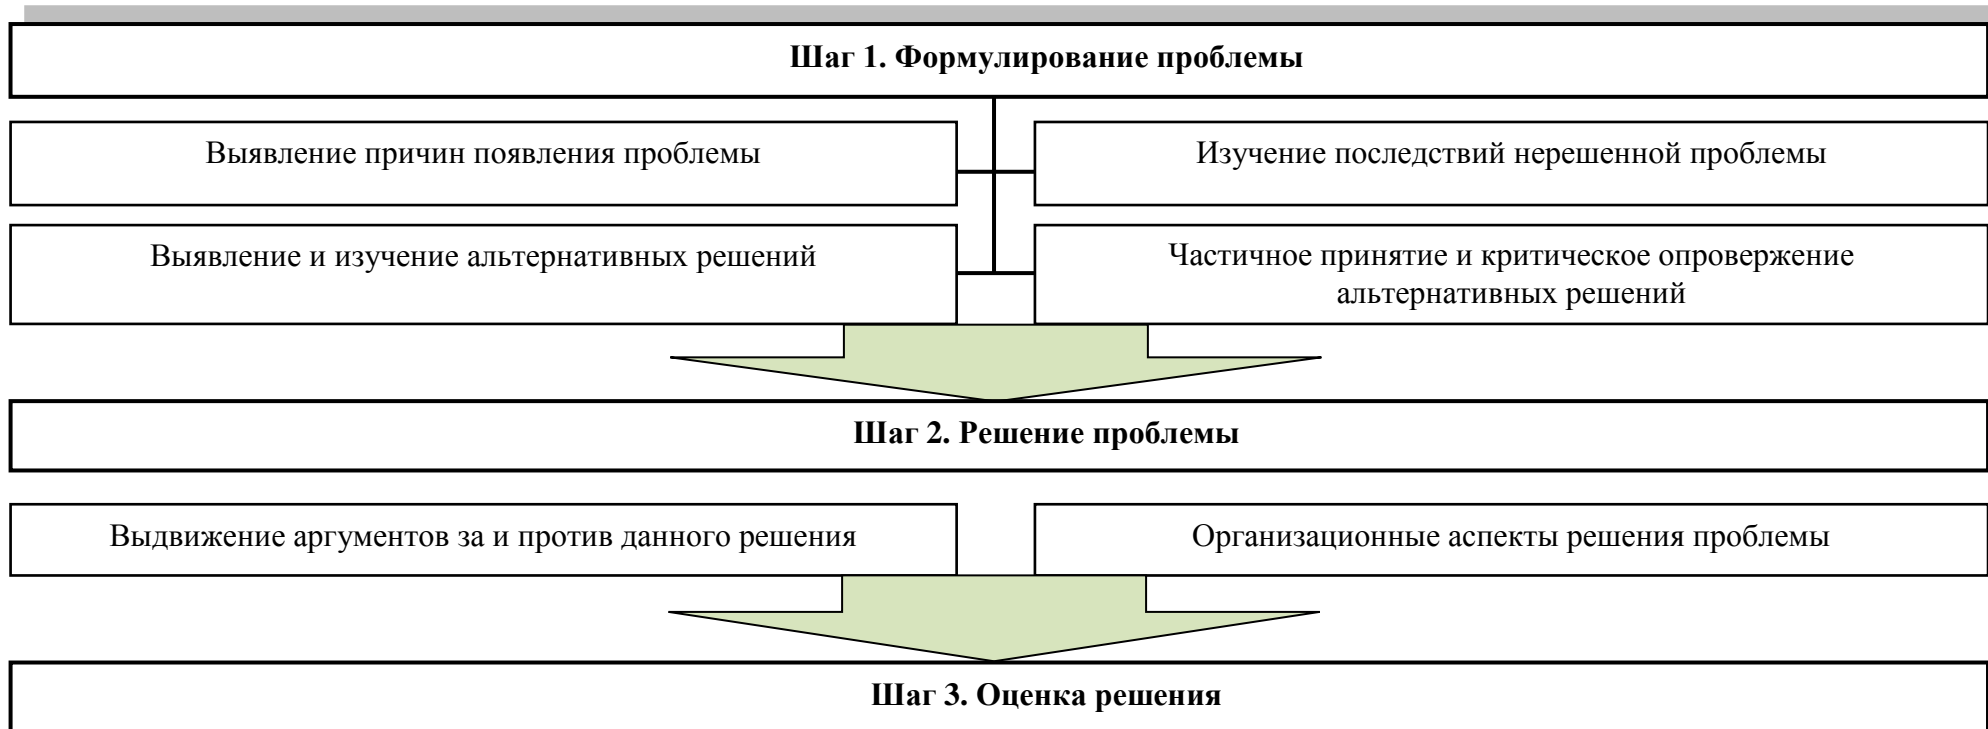 Шаг 1. Формулирование проблемы
Выявление причин появления проблемы
Изучение последствий нерешенной проблемы
Выявление и изучение альтернативных решений
Частичное принятие и критическое опровержение
альтернативных решений
Шаг 2. Решение проблемы
Выдвижение аргументов за и против данного решения
Организационные аспекты решения проблемы
Шаг 3. Оценка решения